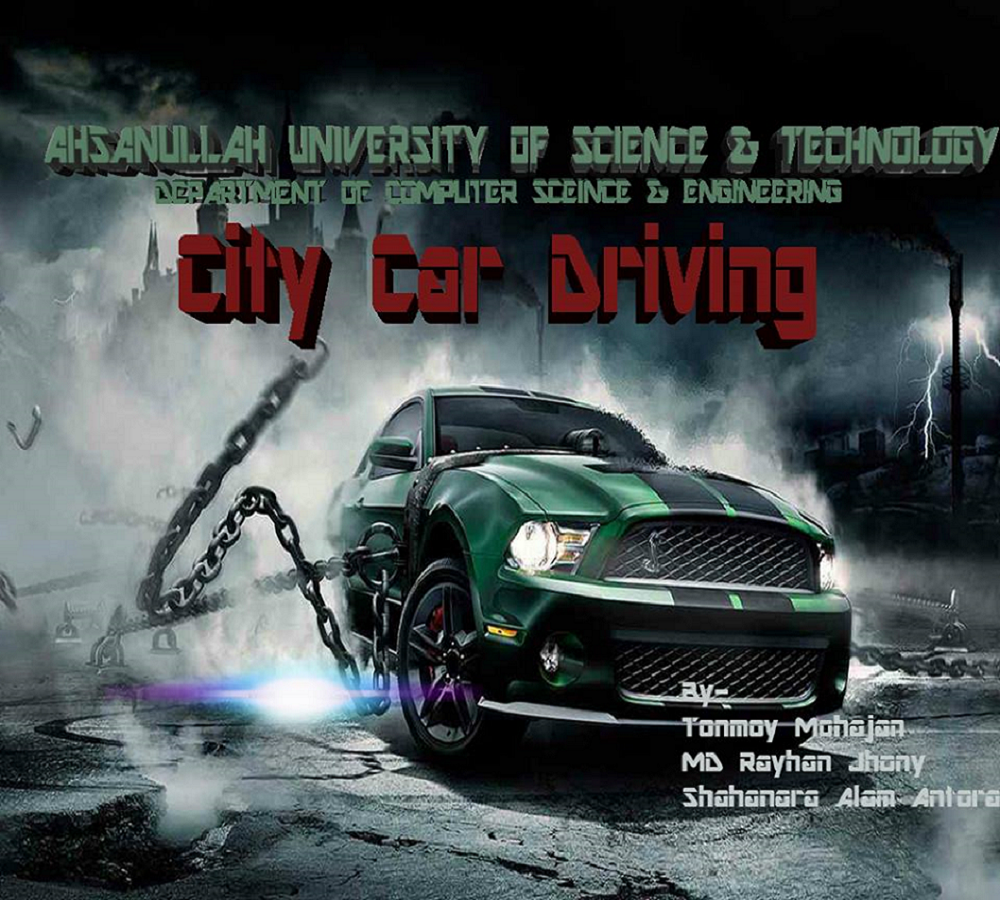 AHSANULLAH UNIVERSITY OF SCIENCE & TECHNOLOGY
DEPARTMENT OF COMPUTER SCEINCE & ENGINEERING
City Car Driving
By-
Tonmoy Mohajan
MD Rayhan Jhony
Shahanara Alam Antora